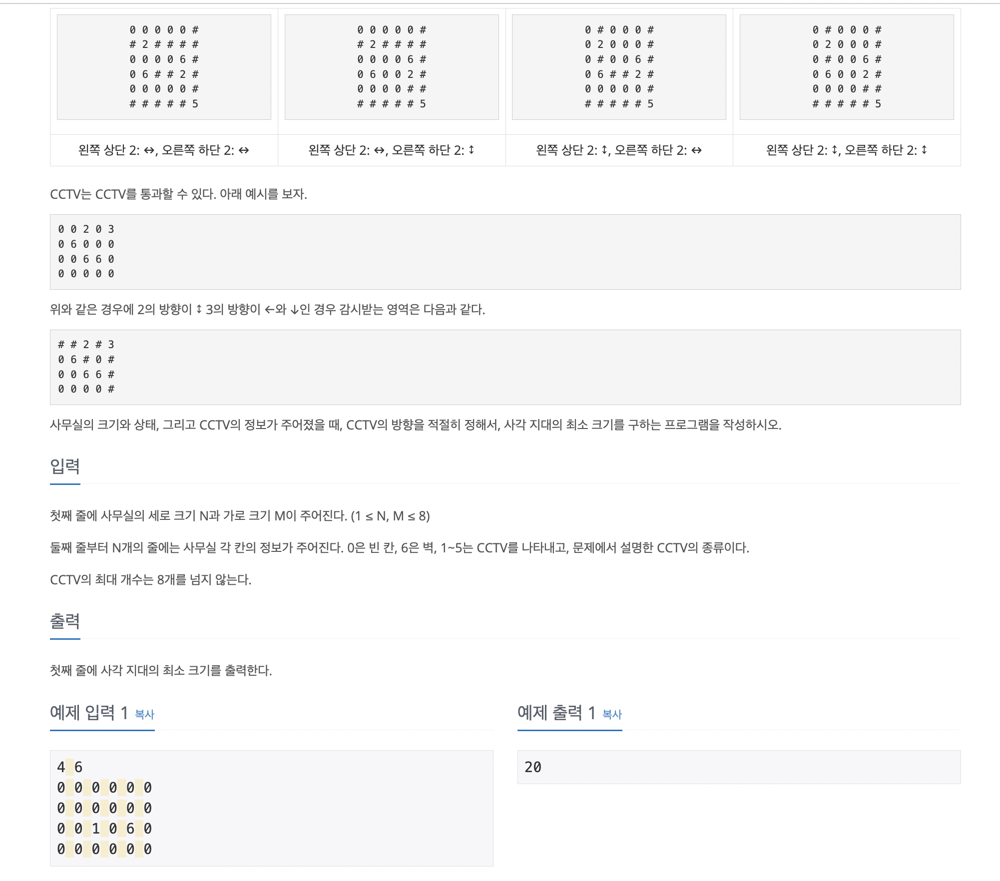 0 0 0 0 0 #
# 2 # # # #
0 0 0 0 6 #
0 6 # # 2 #
0 0 0 0 0 #
# # # # # 5
0 0 0 0 0 #
# 2 # # # #
0 0 0 0 6 #
0 6 0 0 2 #
0 0 0 0 # #
# # # # # 5
0 # 0 0 0 #
0 2 0 0 0 #
0 # 0 0 6 #
0 6 # # 2 #
0 0 0 0 0 #
# # # # # 5
0 # 0 0 0 #
0 2 0 0 0 #
0 # 0 0 6 #
0 6 0 0 2 #
0 0 0 0 # #
# # # # # 5
왼쪽 상단 2: ↔, 오른쪽 하단 2: ↔
왼쪽 상단 2: ↔, 오른쪽 하단 2: ↕
왼쪽 상단 2: ↕, 오른쪽 하단 2: ↔
왼쪽 상단 2: ↕, 오른쪽 하단 2: ↕
CCTV는 CCTV를 통과할 수 있다. 아래 예시를 보자.
0 0 2 0 3
0 6 0 0 0
0 0 6 6 0
0 0 0 0 0
위와 같은 경우에 2의 방향이 ↕ 3의 방향이 ←와 ↓인 경우 감시받는 영역은 다음과 같다.
# # 2 # 3
0 6 # 0 #
0 0 6 6 #
0 0 0 0 #
사무실의 크기와 상태, 그리고 CCTV의 정보가 주어졌을 때, CCTV의 방향을 적절히 정해서, 사각 지대의 최소 크기를 구하는 프로그램을 작성하시오.
입력
첫째 줄에 사무실의 세로 크기 N과 가로 크기 M이 주어진다. (1 ≤ N, M ≤ 8)
둘째 줄부터 N개의 줄에는 사무실 각 칸의 정보가 주어진다. 0은 빈 칸, 6은 벽, 1~5는 CCTV를 나타내고, 문제에서 설명한 CCTV의 종류이다.
CCTV의 최대 개수는 8개를 넘지 않는다.
출력
첫째 줄에 사각 지대의 최소 크기를 출력한다.
예제 입력 1 복사
4 6
0 0 0 0 0 0
0 0 0 0 0 0
0 0 1 0 6 0
0 0 0 0 0 0
예제 출력 1 복사
20